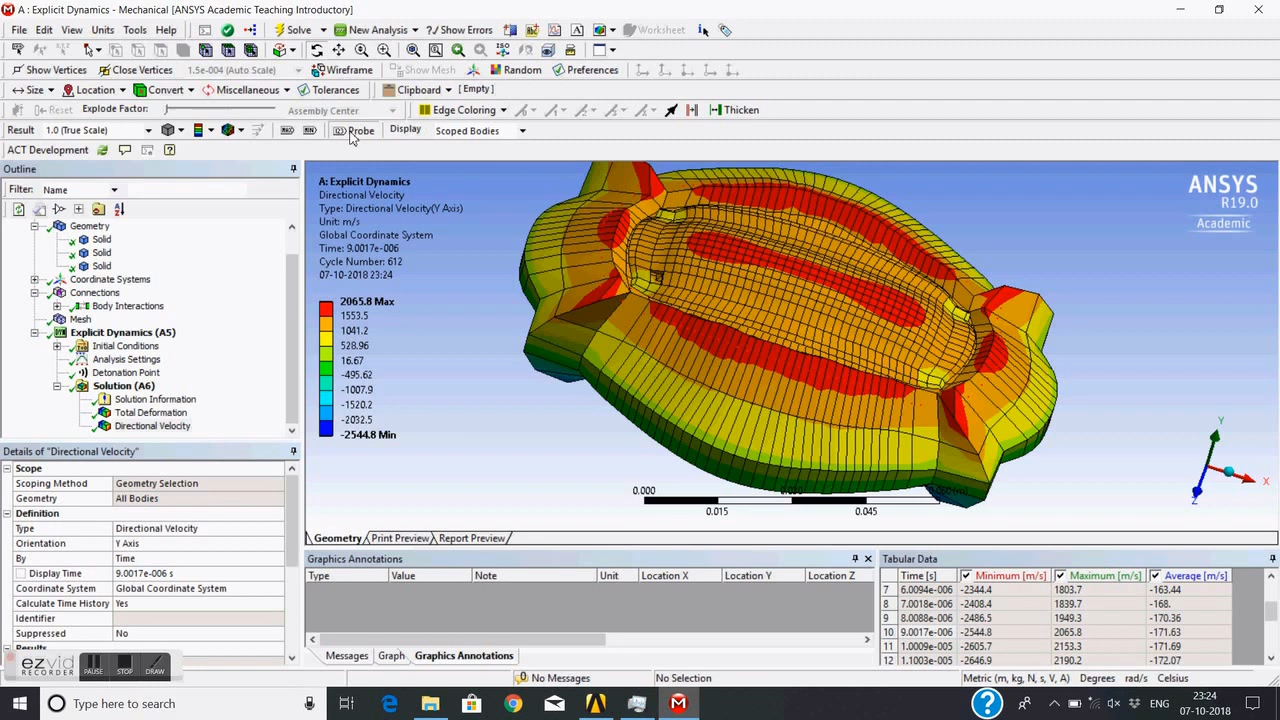 A : Explicit Dynamics - Mechanical [ANSYS Academic Teaching Introductory]
File Edit View Units Tools Help Solve New Analysis Show Errors Worksheet
Show Vertices Close Vertices 1.5e-004 (Auto Scale) Wireframe Show Mesh Random Preferences
Size Location Convert Miscellaneous Tolerances Clipboard [Empty]
Reset Explode Factor: Assembly Center Edge Coloring Thicken
Result 1.0 (True Scale) MAX MIN Probe Display Scoped Bodies
ACT Development
Outline
Filter: Name
Geometry
Solid
Solid
Solid
Coordinate Systems
Connections
Body Interactions
Mesh
Explicit Dynamics (A5)
Initial Conditions
Analysis Settings
Detonation Point
Solution (A6)
Solution Information
Total Deformation
Directional Velocity
Details of "Directional Velocity"
Scope
Scoping Method Geometry Selection
Geometry All Bodies
Definition
Type Directional Velocity
Orientation Y Axis
By Time
Display Time 9.0017e-006 s
Coordinate System Global Coordinate System
Calculate Time History Yes
Identifier
Suppressed No
ezvid
RECORDER
PAUSE STOP DRAW
A: Explicit Dynamics
Directional Velocity
Type: Directional Velocity(Y Axis)
Unit: m/s
Global Coordinate System
Time: 9.0017e-006
Cycle Number: 612
07-10-2018 23:24
2065.8 Max
1553.5
1041.2
528.96
16.67
-495.62
-1007.9
-1520.2
-2032.5
-2544.8 Min
ANSYS
R19.0
Academic
Y
X
Z
0.000
0.015 0.045
Geometry Print Preview Report Preview
Graphics Annotations
Type Value Note Unit Location X Location Y Location Z
Messages Graph Graphics Annotations
Tabular Data
Time [s] Minimum [m/s] Maximum [m/s] Average [m/s]
7 6.0094e-006 -2344.4 1803.7 -163.44
8 7.0018e-006 -2408.4 1839.7 -168.
9 8.0088e-006 -2486.5 1949.3 -170.36
10 9.0017e-006 -2544.8 2065.8 -171.63
11 1.0009e-005 -2605.7 2153.3 -171.69
12 1.1003e-005 -2646.9 2190.2 -172.07
0 No Messages No Selection Metric (m, kg, N, s, V, A) Degrees rad/s Celsius
Type here to search
ENG
23:24
07-10-2018